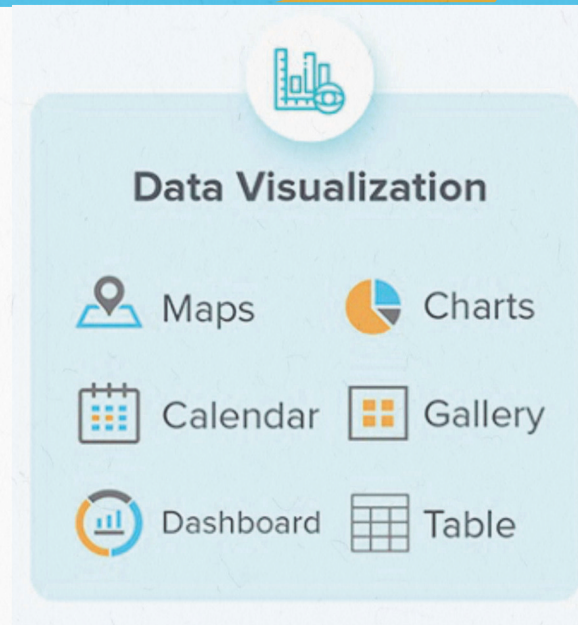 Data Visualization
Maps
Charts
Calendar
Gallery
Dashboard
Table